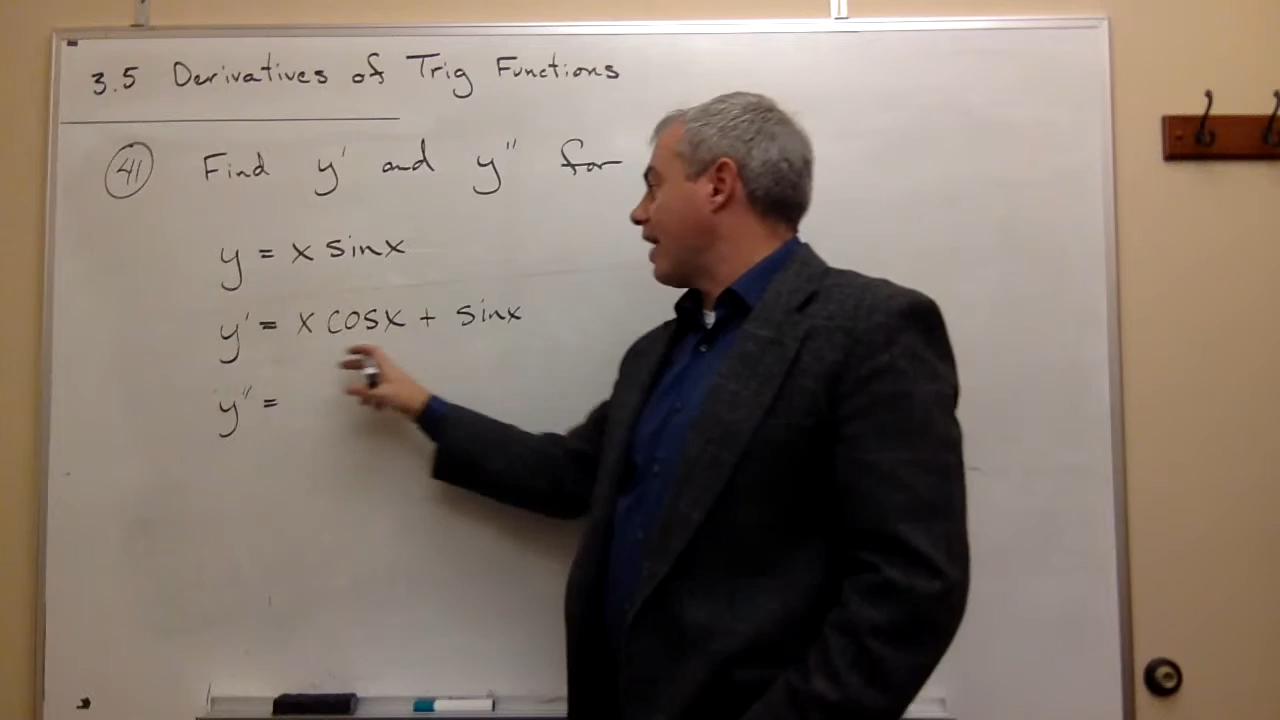 3.5 Derivatives of Trig Functions
41 Find y' and y" for
y = x sinx
y' = x cosx + sinx
y" =